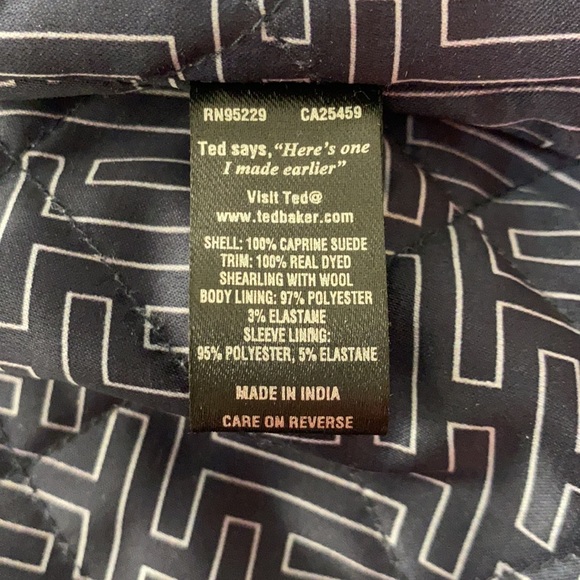 RN95229 CA25459
Ted says, "Here's one
I made earlier"
Visit Ted@
www.tedbaker.com
SHELL: 100% CAPRINE SUEDE
TRIM: 100% REAL DYED
SHEARLING WITH WOOL
BODY LINING: 97% POLYESTER
3% ELASTANE
SLEEVE LINING:
95% POLYESTER, 5% ELASTANE
MADE IN INDIA
CARE ON REVERSE